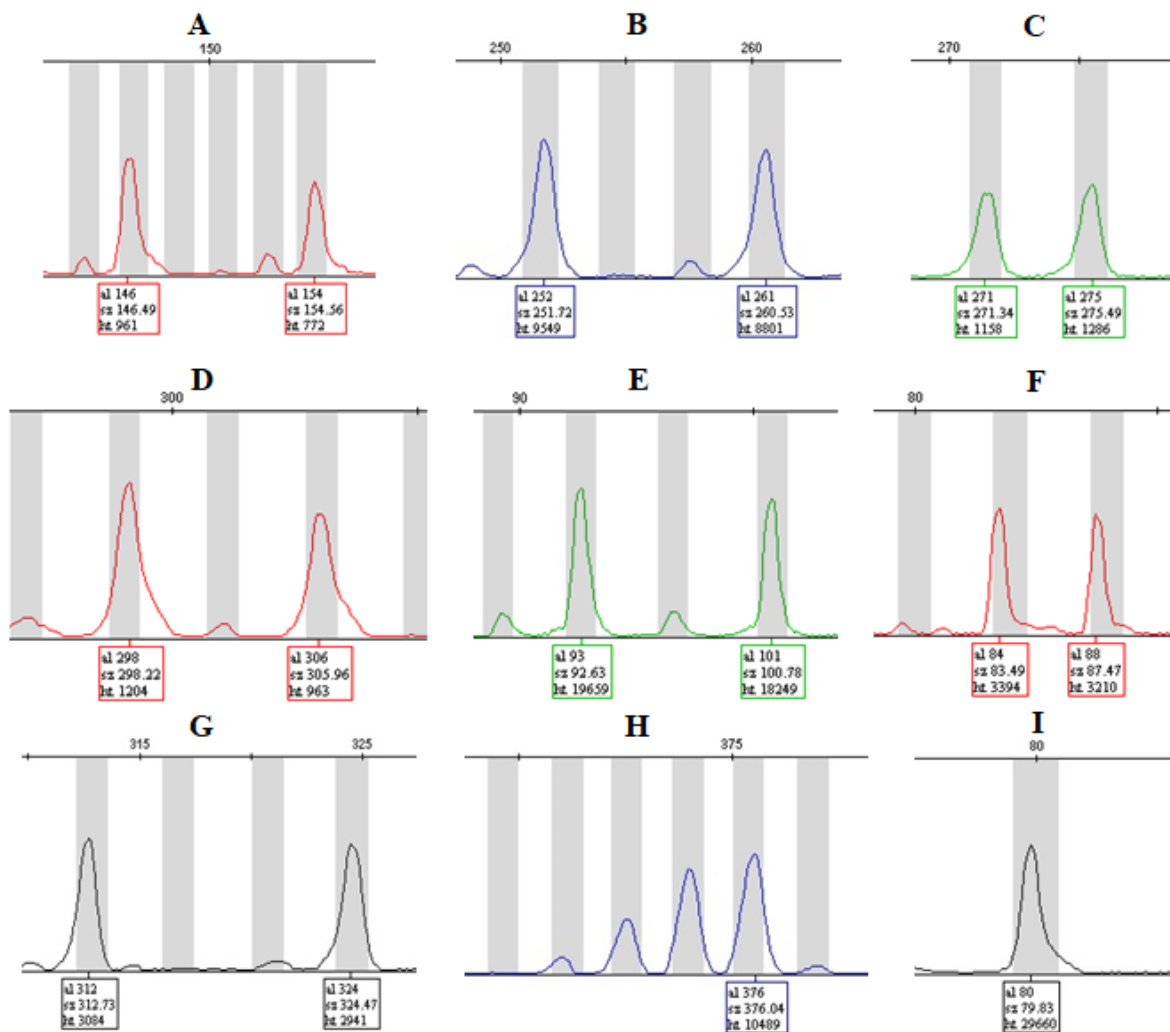 A
B
C
150
250 260
270
al 146
sz 146.49
ht 961
al 154
sz 154.56
ht 772
al 252
sz 251.72
ht 9549
al 261
sz 260.53
ht 8801
al 271
sz 271.34
ht 1158
al 275
sz 275.49
ht 1286
D
E
F
300
90
80
al 298
sz 298.22
ht 1204
al 306
sz 305.96
ht 963
al 93
sz 92.63
ht 19659
al 101
sz 100.78
ht 18249
al 84
sz 83.49
ht 3394
al 88
sz 87.47
ht 3210
G
H
I
315 325
375
80
al 312
sz 312.73
ht 3084
al 324
sz 324.47
ht 2941
al 376
sz 376.04
ht 10489
al 80
sz 79.83
ht 29660